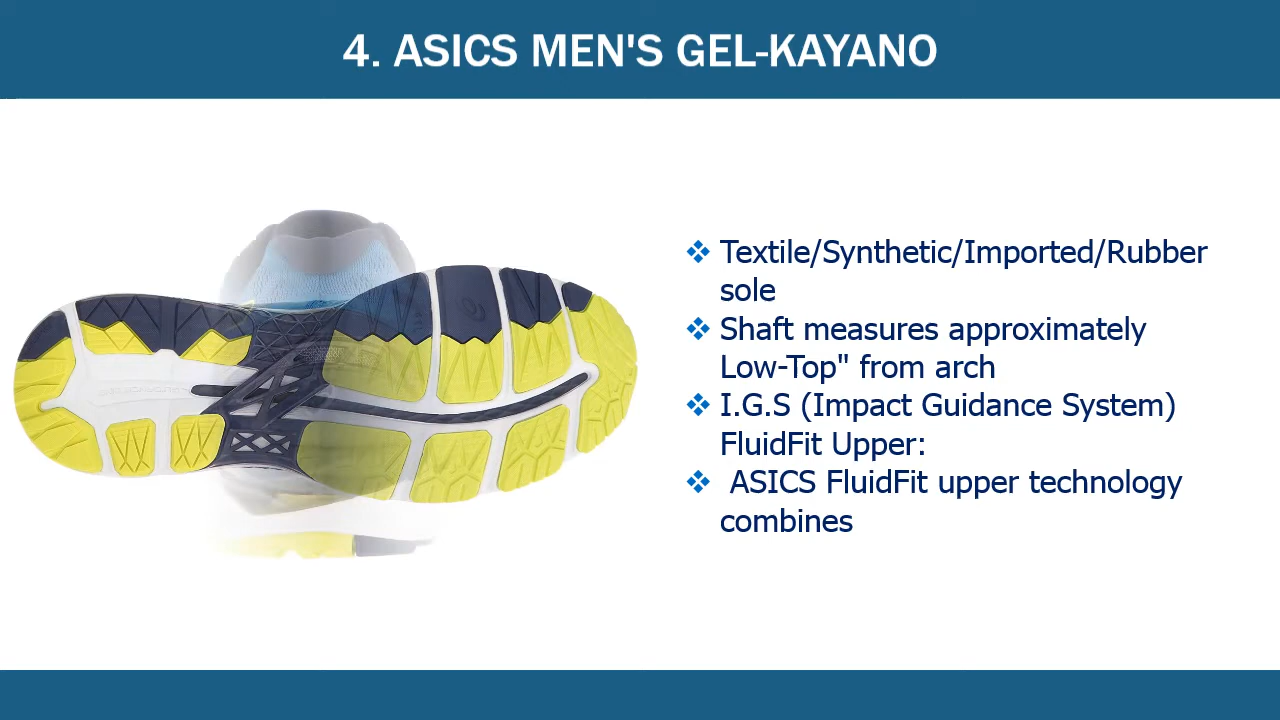 4. ASICS MEN'S GEL-KAYANO
Textile/Synthetic/Imported/Rubber
sole
Shaft measures approximately
Low-Top" from arch
I.G.S (Impact Guidance System)
FluidFit Upper:
ASICS FluidFit upper technology
combines